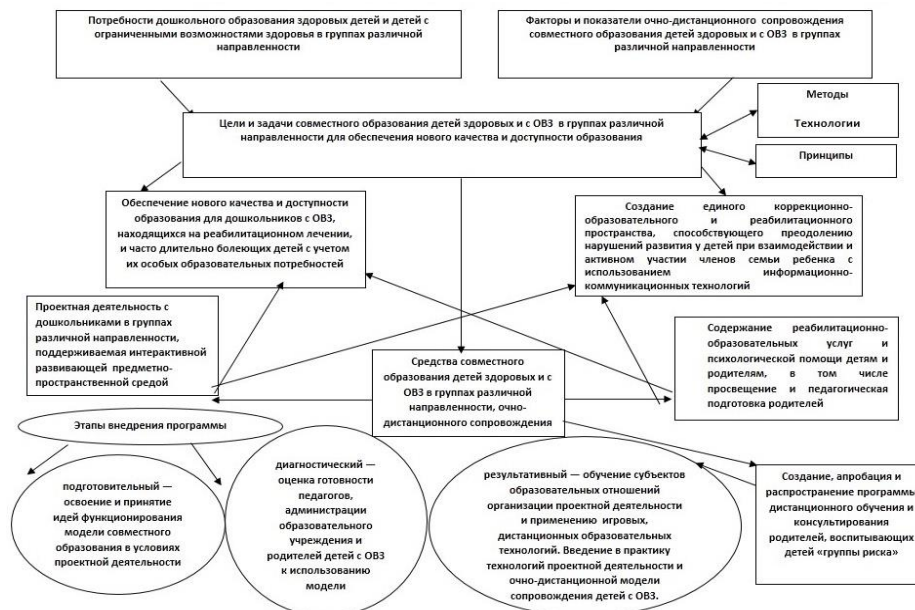 Потребности дошкольного образования здоровых детей и детей с
ограниченными возможностями здоровья в группах различной
направленности
Факторы и показатели очно-дистанционного сопровождения
совместного образования детей здоровых и с ОВЗ в группах
различной направленности
Методы
Технологии
Цели и задачи совместного образования детей здоровых и с ОВЗ в группах различной
направленности для обеспечения нового качества и доступности образования
Принципы
Обеспечение нового качества и доступности
образования для дошкольников с ОВЗ,
находящихся на реабилитационном лечении,
и часто длительно болеющих детей с учетом
их особых образовательных потребностей
Создание единого коррекционно-
образовательного и реабилитационного
пространства, способствующего преодолению
нарушений развития у детей при взаимодействии и
активном участии членов семьи ребенка с
использованием информационно-
коммуникационных технологий
Проектная деятельность с
дошкольниками в группах
различной направленности,
поддерживаемая интерактивной
развивающей предметно-
пространственной средой
Средства совместного
образования детей здоровых и с
ОВЗ в группах различной
направленности, очно-
дистанционного сопровождения
Содержание реабилитационно-
образовательных услуг и
психологической помощи детям и
родителям, в том числе
просвещение и педагогическая
подготовка родителей
Этапы внедрения программы
подготовительный —
освоение и принятие
идей функционирования
модели совместного
образования в условиях
проектной деятельности
диагностический —
оценка готовности
педагогов,
администрации
образовательного
учреждения и
родителей детей с ОВЗ
к использованию
модели
результативный — обучение субъектов
образовательных отношений
организации проектной деятельности
и применению игровых,
дистанционных образовательных
технологий. Введение в практику
технологий проектной деятельности и
очно-дистанционной модели
сопровождения детей с ОВЗ.
Создание, апробация и
распространение программы
дистанционного обучения и
консультирования
родителей, воспитывающих
детей «группы риска»